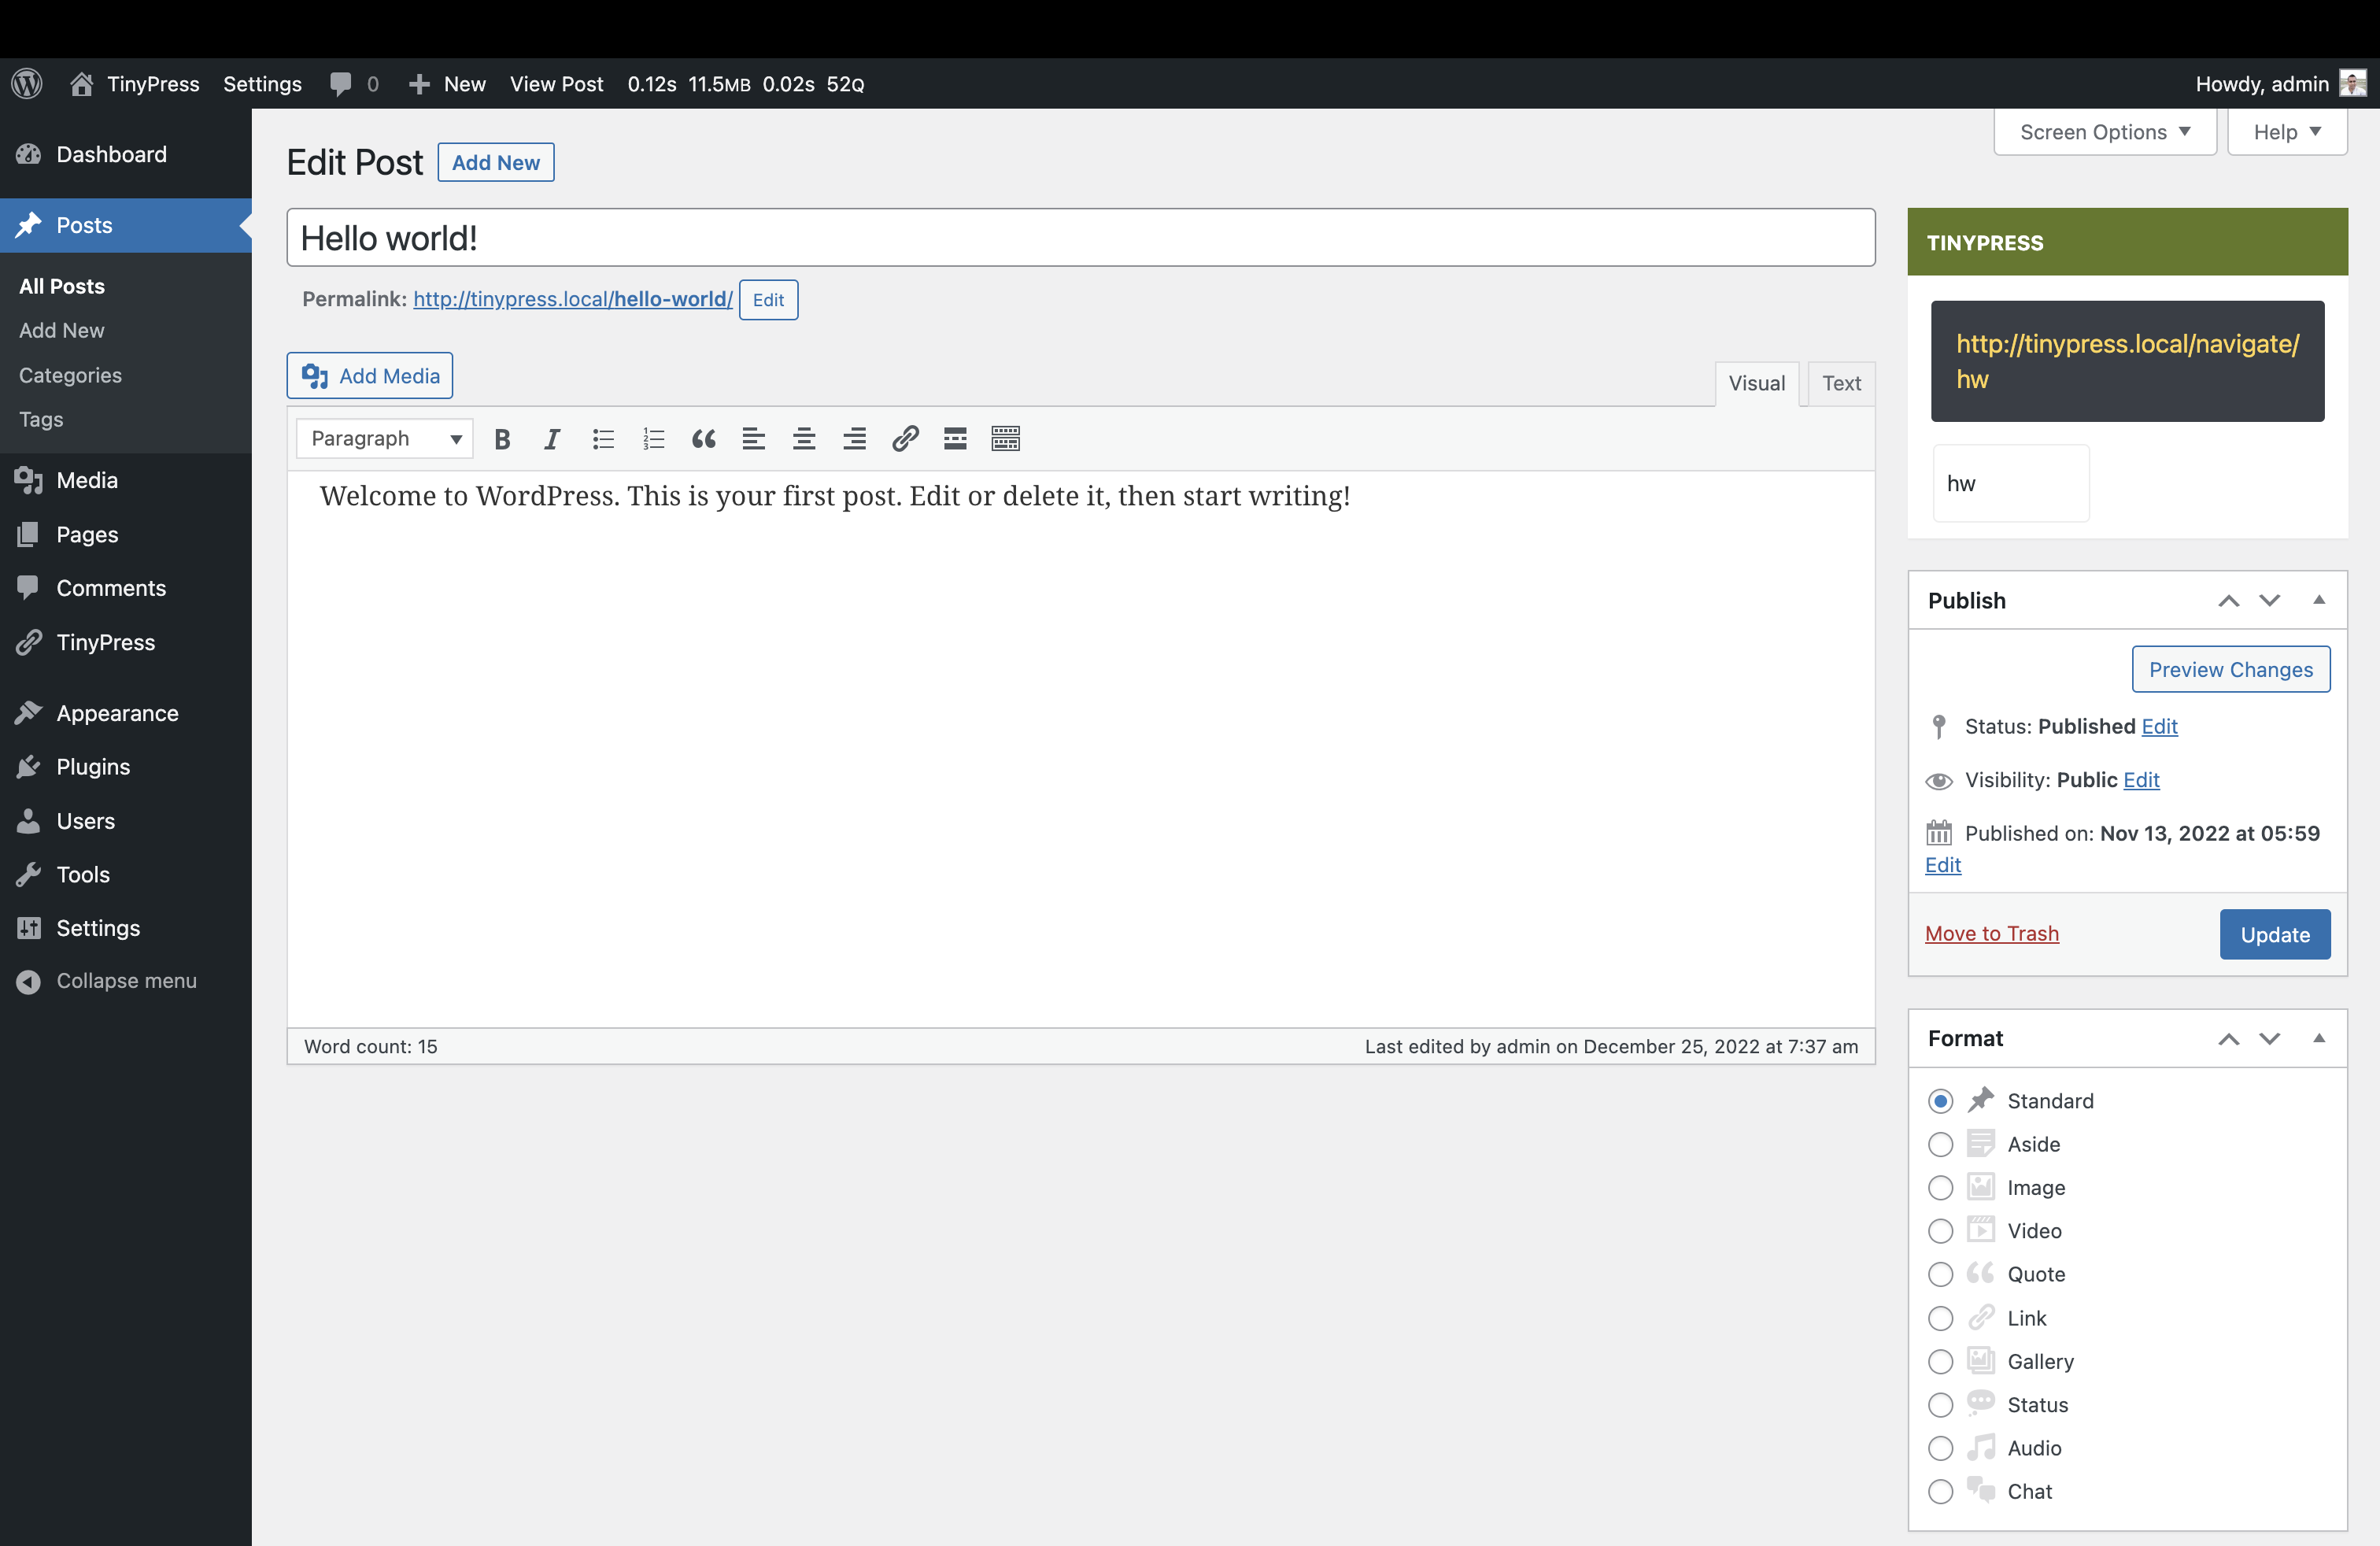 TinyPress Settings 0 New View Post 0.12s 11.5MB 0.02s 52Q Howdy, admin
Screen Options Help
Dashboard
Posts
All Posts
Add New
Categories
Tags
Media
Pages
Comments
TinyPress
Appearance
Plugins
Users
Tools
Settings
Collapse menu
Edit Post Add New
Hello world!
Permalink: http://tinypress.local/hello-world/ Edit
Add Media
Visual Text
Paragraph
Welcome to WordPress. This is your first post. Edit or delete it, then start writing!
Word count: 15 Last edited by admin on December 25, 2022 at 7:37 am
TINYPRESS
http://tinypress.local/navigate/
hw
hw
Publish
Preview Changes
Status: Published Edit
Visibility: Public Edit
Published on: Nov 13, 2022 at 05:59
Edit
Move to Trash Update
Format
Standard
Aside
Image
Video
Quote
Link
Gallery
Status
Audio
Chat